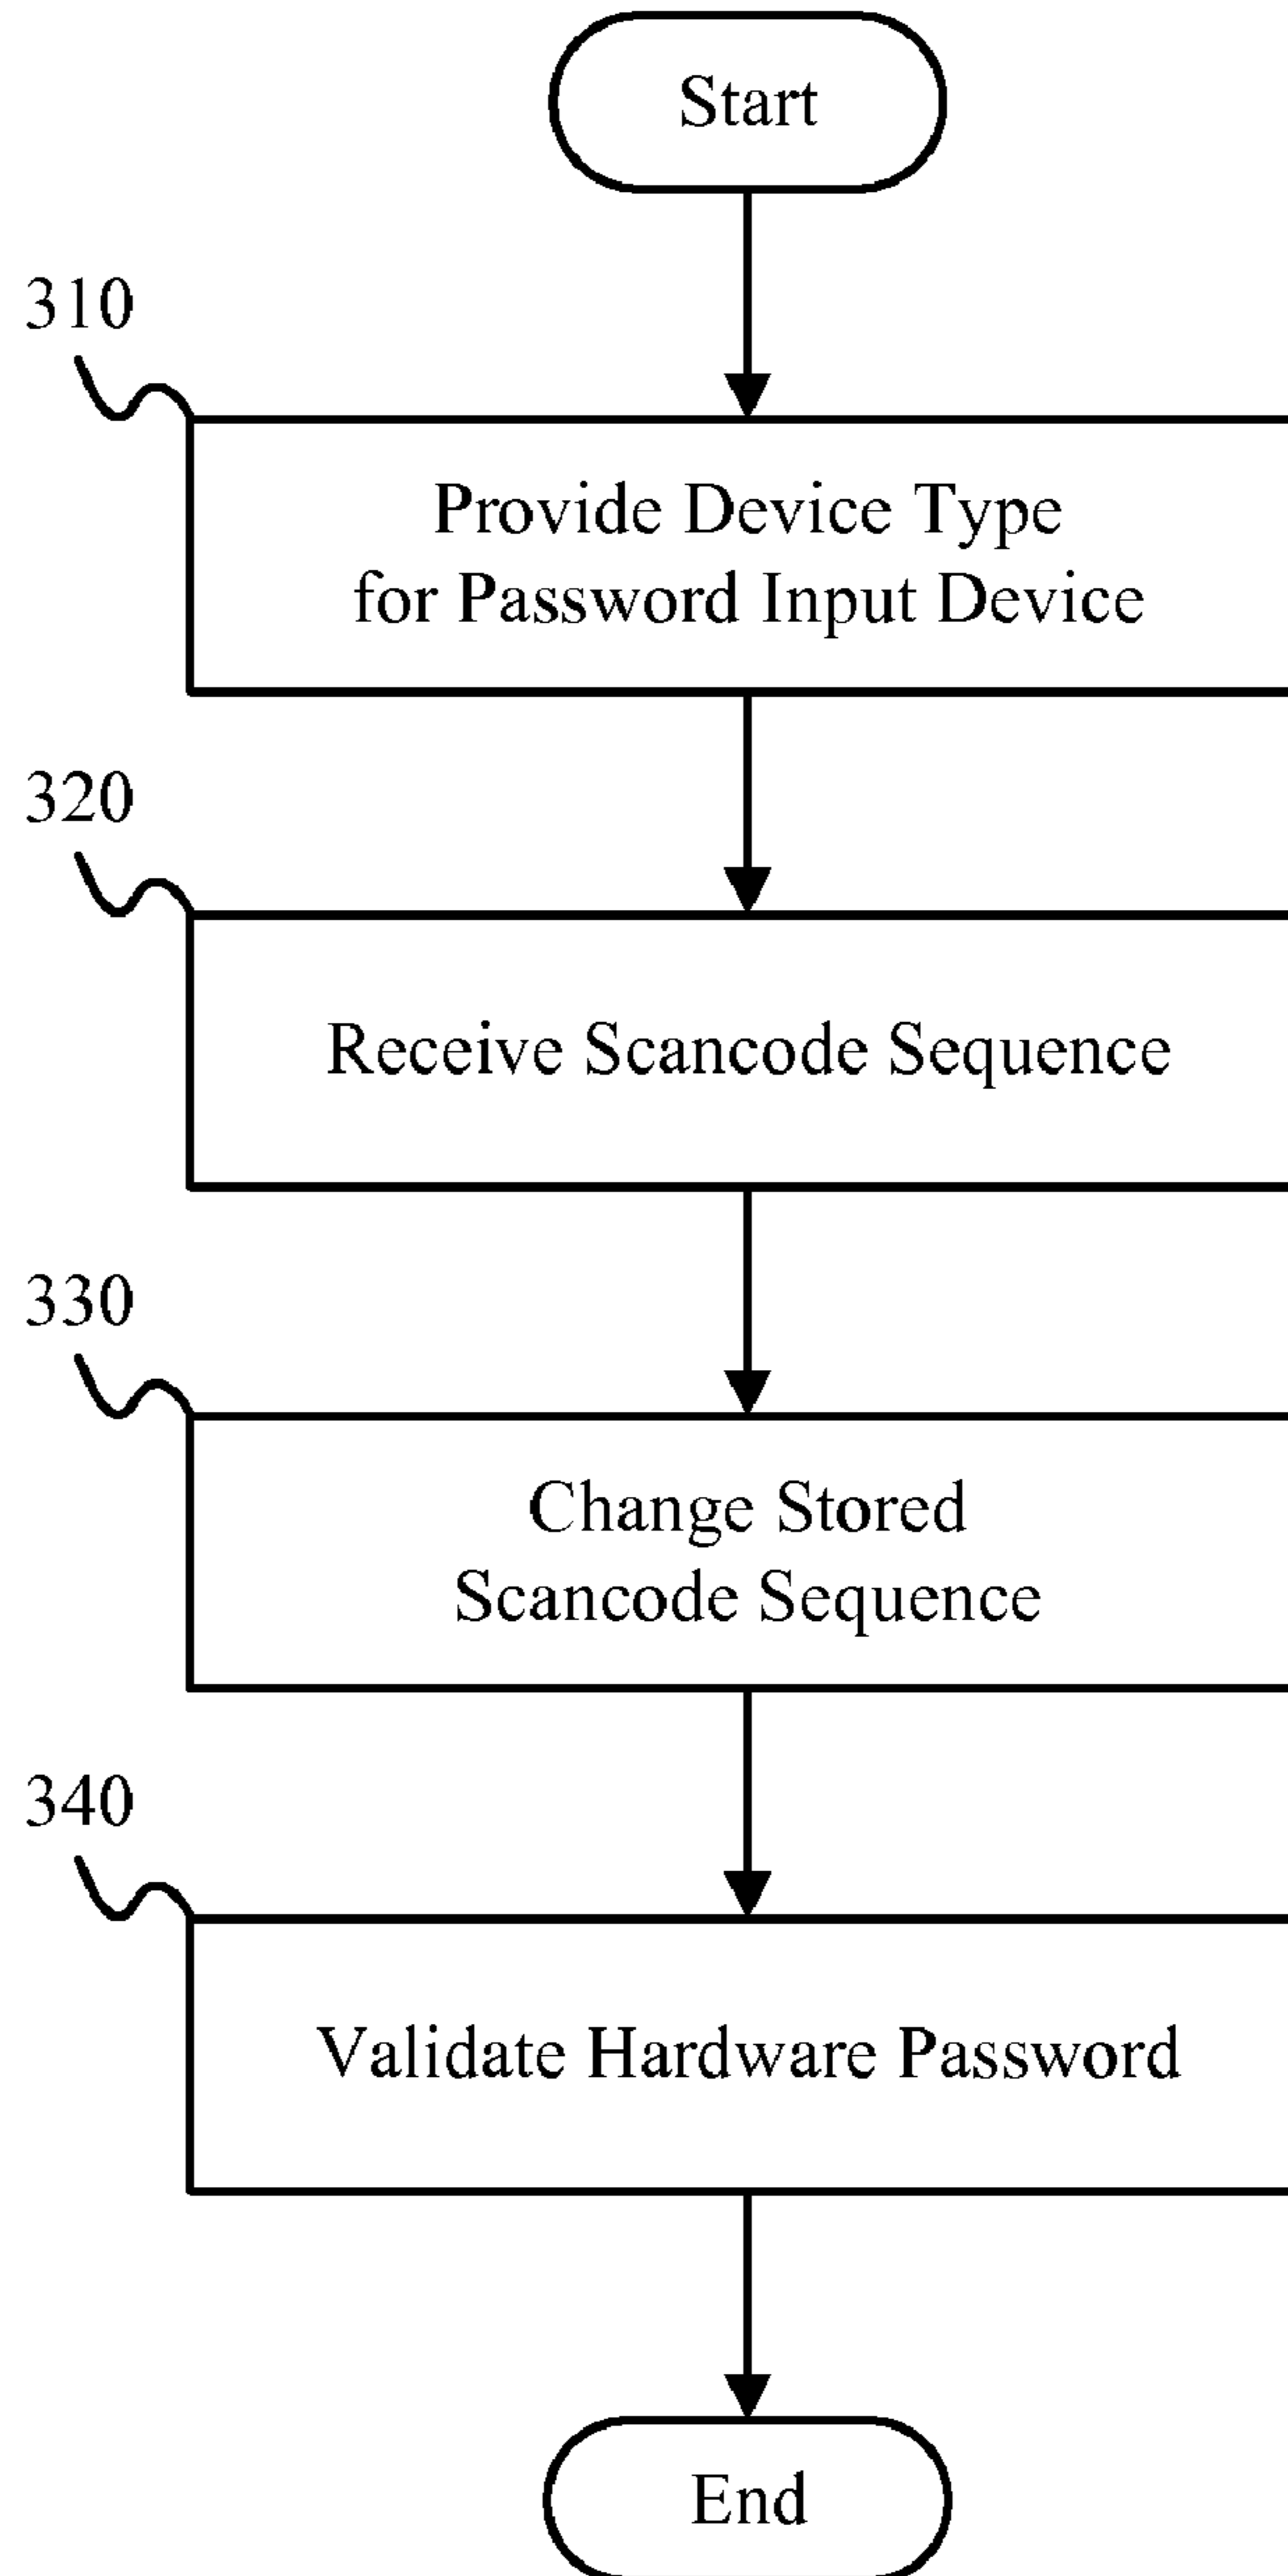 Start
310
Provide Device Type
for Password Input Device
320
Receive Scancode Sequence
330
Change Stored
Scancode Sequence
340
Validate Hardware Password
End